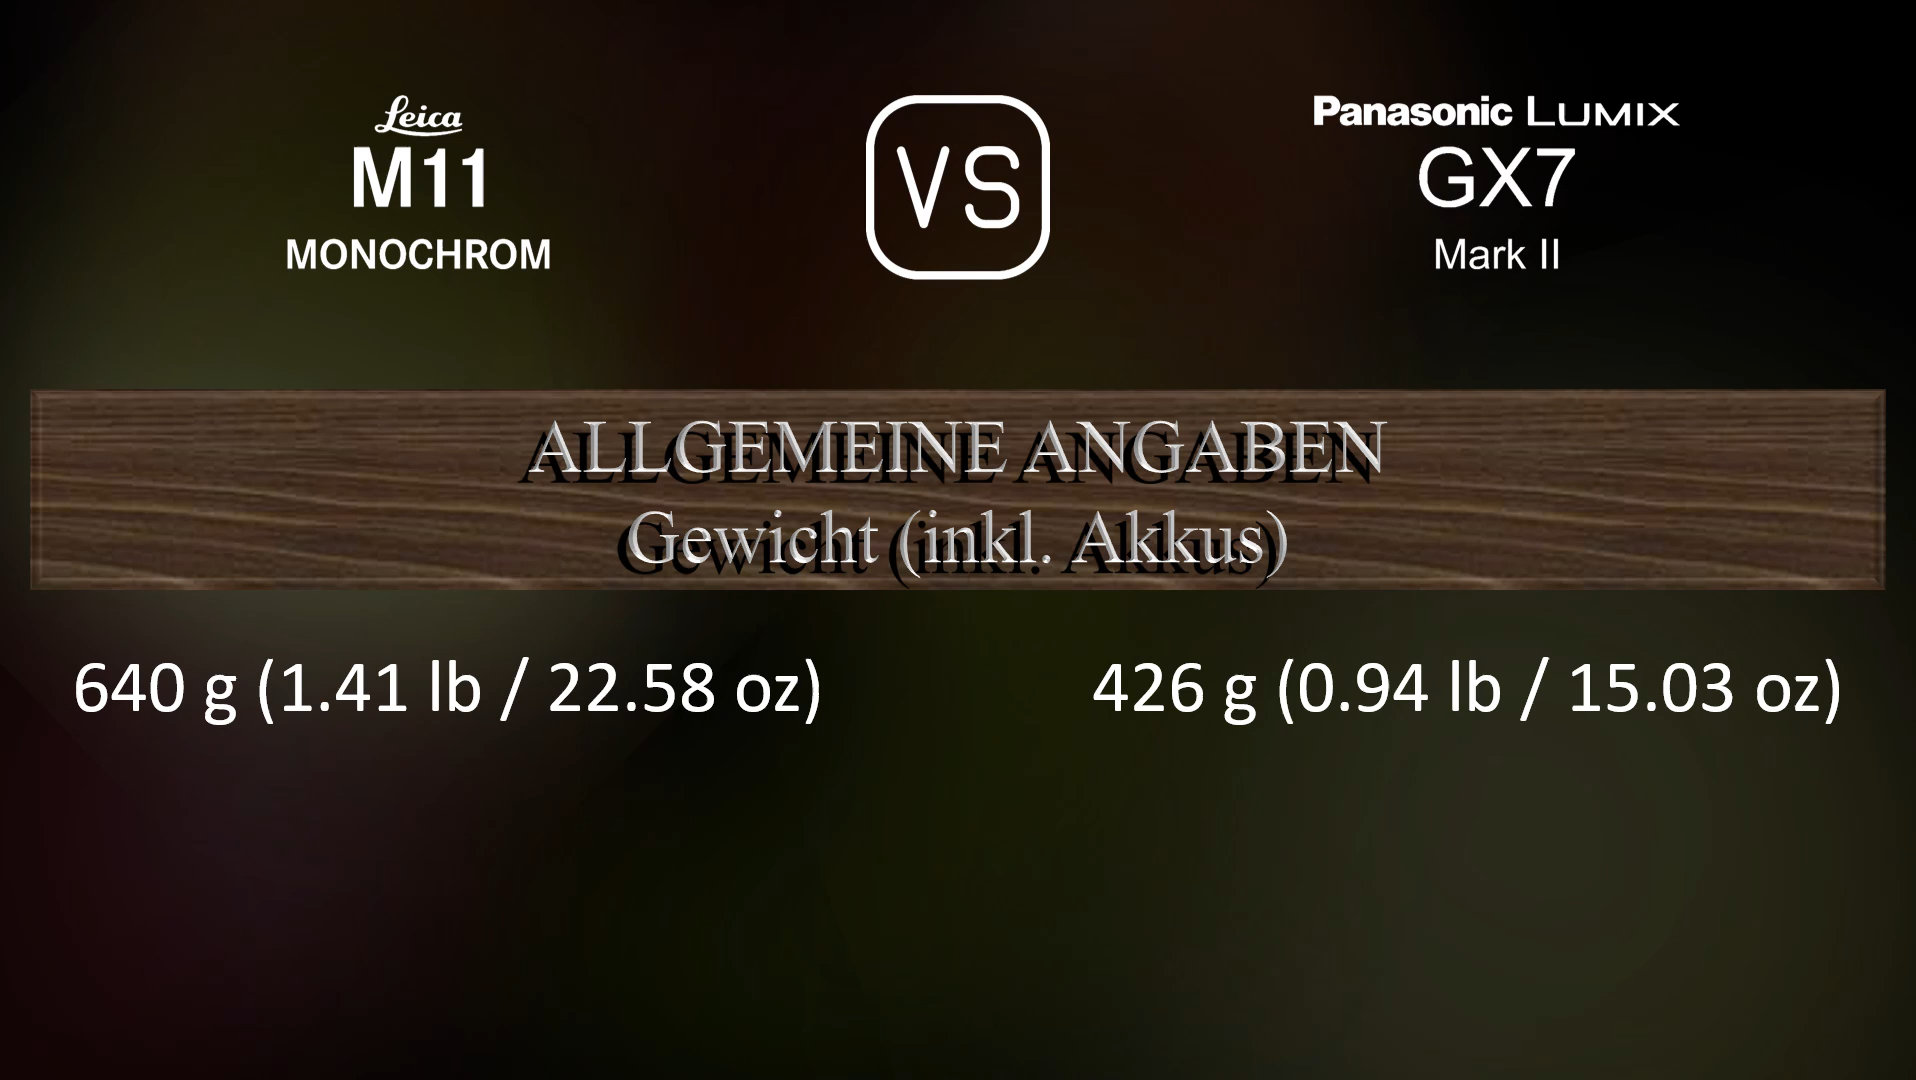 Leica
M11
MONOCHROM
VS
Panasonic LUMIX
GX7
Mark II
ALLGEMEINE ANGABEN
Gewicht (inkl. Akkus)
640 g (1.41 lb / 22.58 oz)
426 g (0.94 lb / 15.03 oz)